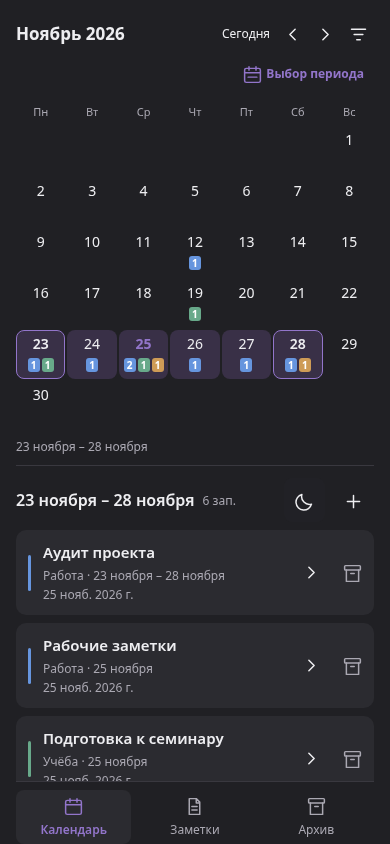 Ноябрь 2026 Сегодня
Выбор периода
Пн Вт Ср Чт Пт Сб Вс
1
2 3 4 5 6 7 8
9 10 11 12 13 14 15
1
16 17 18 19 20 21 22
1
23 24 25 26 27 28 29
1 1 1 2 1 1 1 1 1 1
30
23 ноября – 28 ноября
23 ноября – 28 ноября 6 зап.
Аудит проекта
Работа · 23 ноября – 28 ноября
25 нояб. 2026 г.
Рабочие заметки
Работа · 25 ноября
25 нояб. 2026 г.
Подготовка к семинару
Учёба · 25 ноября
25 нояб. 2026 г.
Календарь Заметки Архив